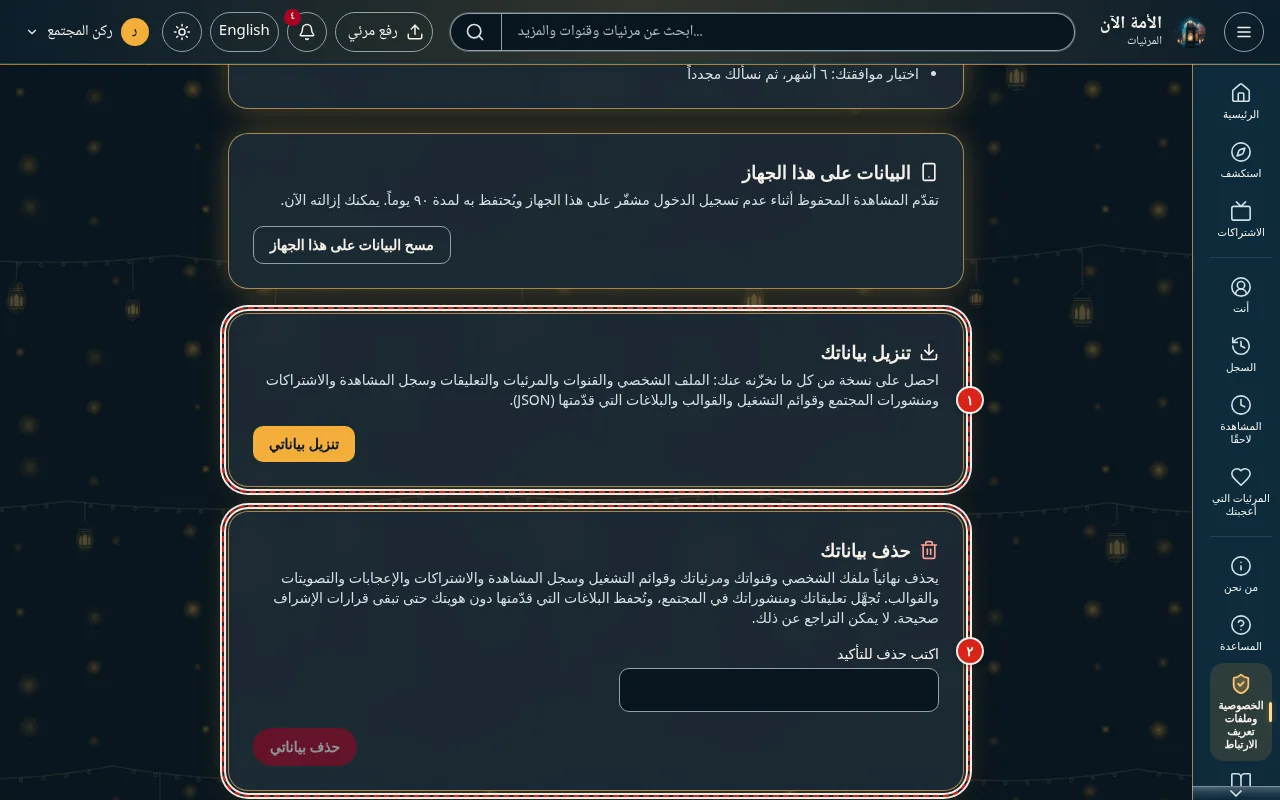 الأمة الآن
المرئيات
ابحث عن مرئيات وقنوات والمزيد...
رفع مرئي
٤
English
ر
ركن المجتمع
الرئيسية
استكشف
الاشتراكات
أنت
السجل
المشاهدة
لاحقًا
المرئيات التي
أعجبتك
من نحن
المساعدة
الخصوصية
وملفات
تعريف
الارتباط
اختيار موافقتك: ٦ أشهر، ثم نسألك مجدداً
البيانات على هذا الجهاز
تقدّم المشاهدة المحفوظ أثناء عدم تسجيل الدخول مشفّر على هذا الجهاز ويُحتفظ به لمدة ٩٠ يوماً. يمكنك إزالته الآن.
مسح البيانات على هذا الجهاز
تنزيل بياناتك
احصل على نسخة من كل ما نخزّنه عنك: الملف الشخصي والقنوات والمرئيات والتعليقات وسجل المشاهدة والاشتراكات
ومنشورات المجتمع وقوائم التشغيل والقوالب والبلاغات التي قدّمتها (JSON).
١
تنزيل بياناتي
حذف بياناتك
يحذف نهائياً ملفك الشخصي وقنواتك ومرئياتك وقوائم التشغيل وسجل المشاهدة والاشتراكات والإعجابات والتصويتات
والقوالب. تُجهَّل تعليقاتك ومنشوراتك في المجتمع، وتُحفظ البلاغات التي قدّمتها دون هويتك حتى تبقى قرارات الإشراف
صحيحة. لا يمكن التراجع عن ذلك.
اكتب حذف للتأكيد
٢
حذف بياناتي